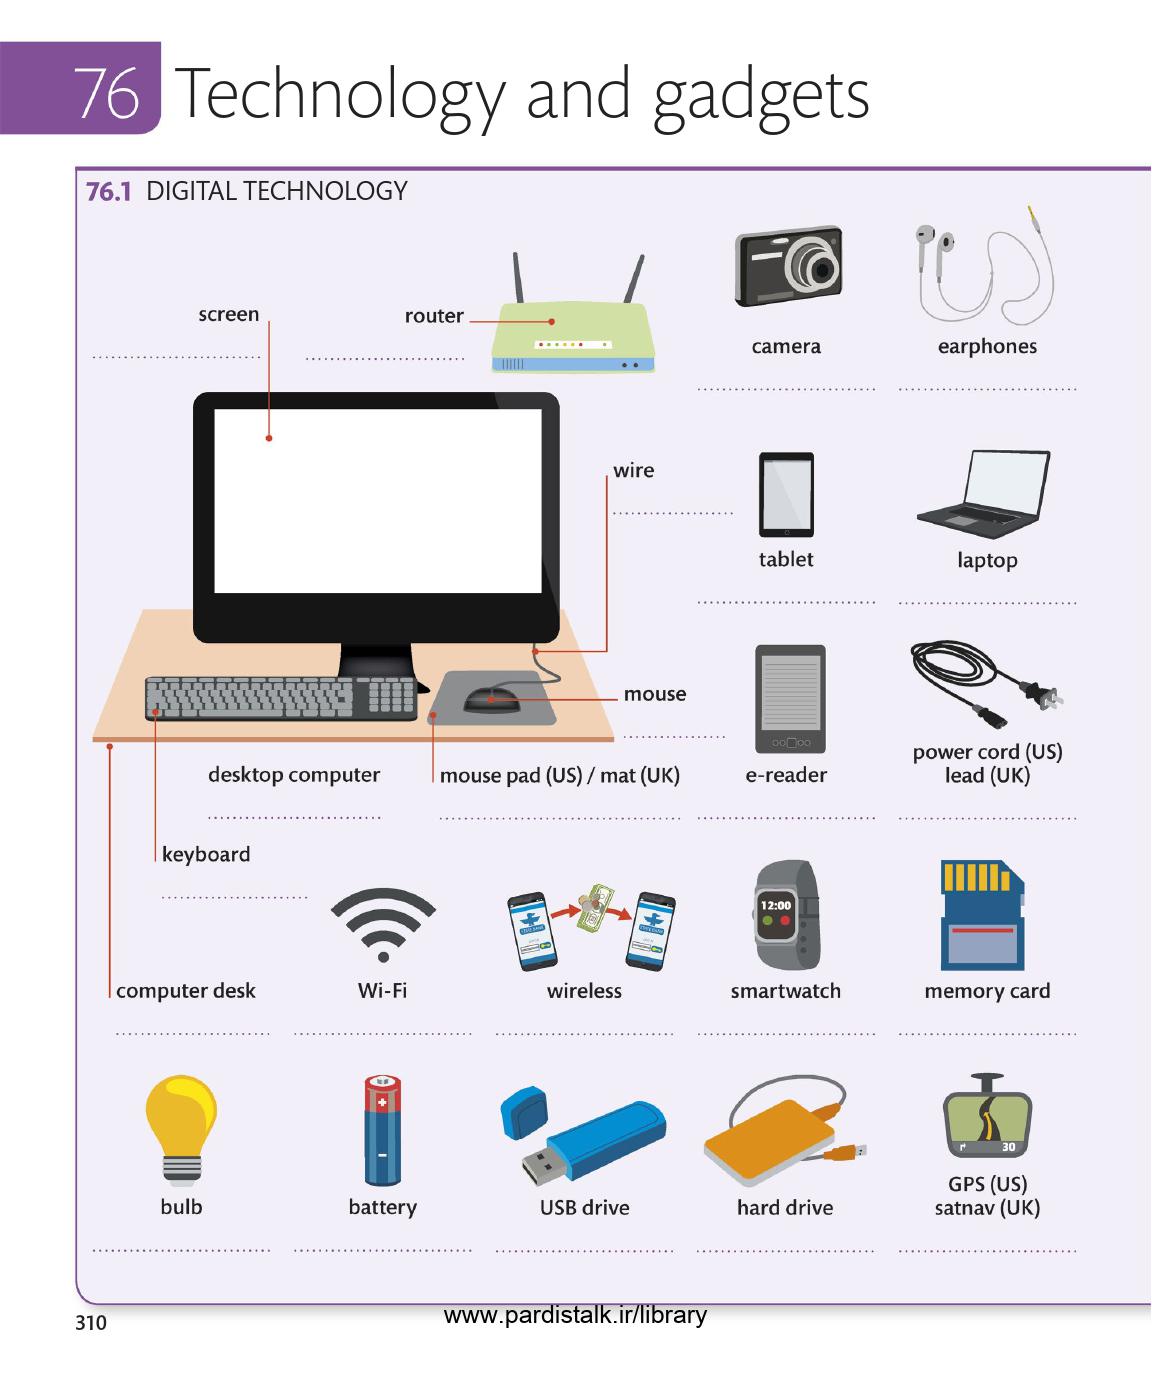 76 Technology and gadgets
76.1 DIGITAL TECHNOLOGY
screen
router
camera
earphones
wire
tablet
laptop
mouse
desktop computer
mouse pad (US) / mat (UK)
e-reader
power cord (US)
lead (UK)
keyboard
12:00
computer desk
Wi-Fi
wireless
smartwatch
memory card
30
bulb
battery
USB drive
hard drive
GPS (US)
satnav (UK)
310
www.pardistalk.ir/library